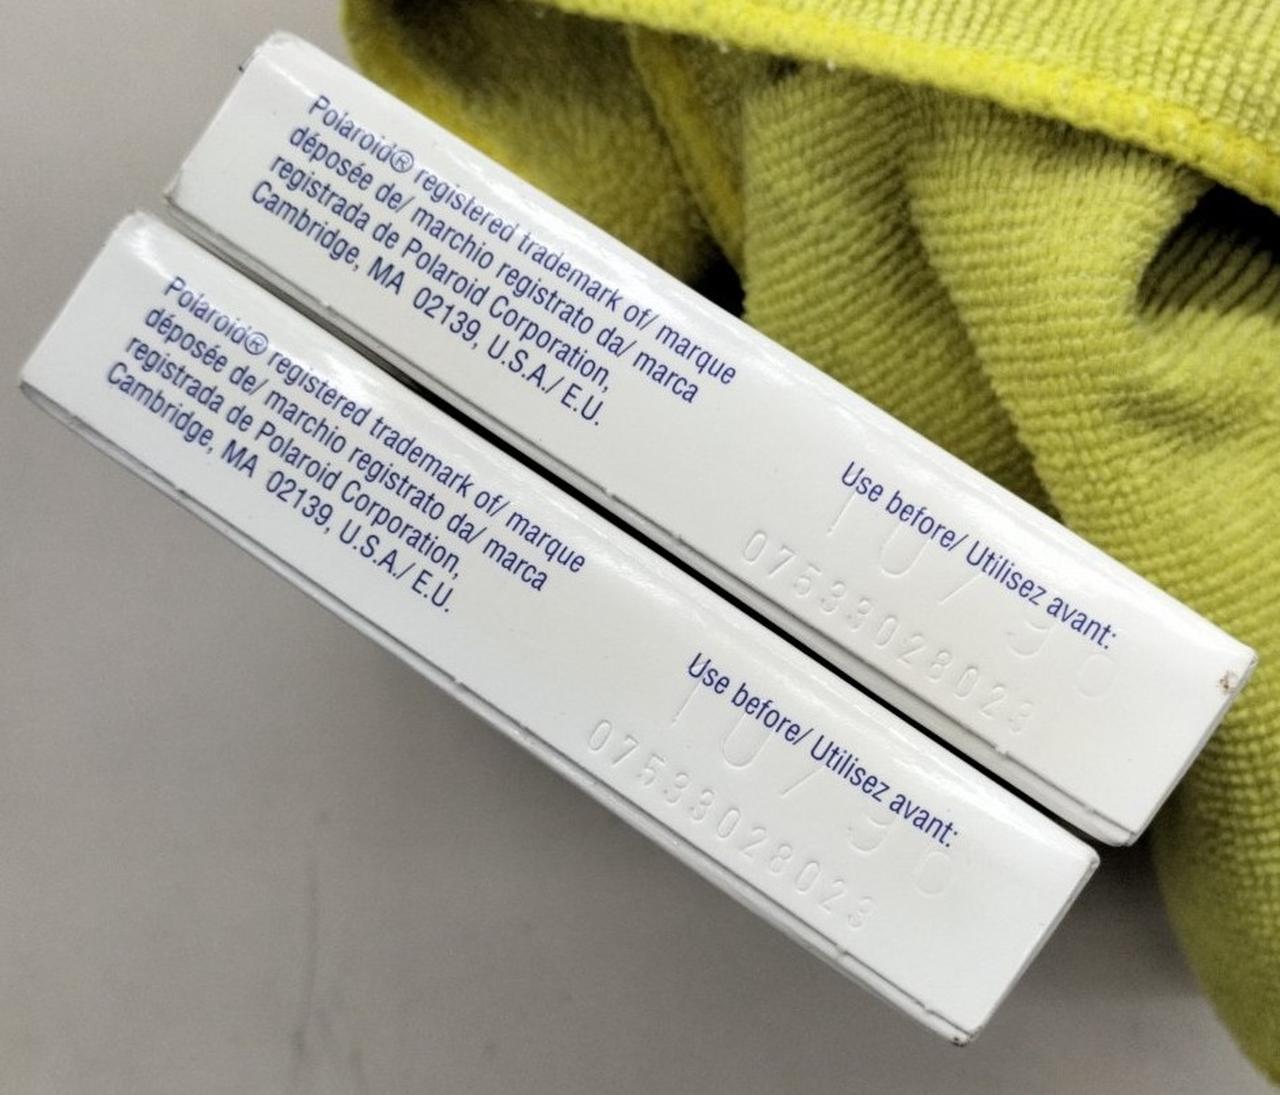 Polaroid® registered trademark of/ marque
déposée de/ marchio registrato da/ marca
registrada de Polaroid Corporation,
Cambridge, MA 02139, U.S.A./ E.U.
Use before/ Utilisez avant:
10/90
07533028023
Polaroid® registered trademark of/ marque
déposée de/ marchio registrato da/ marca
registrada de Polaroid Corporation,
Cambridge, MA 02139, U.S.A./ E.U.
Use before/ Utilisez avant:
10/90
07533028023